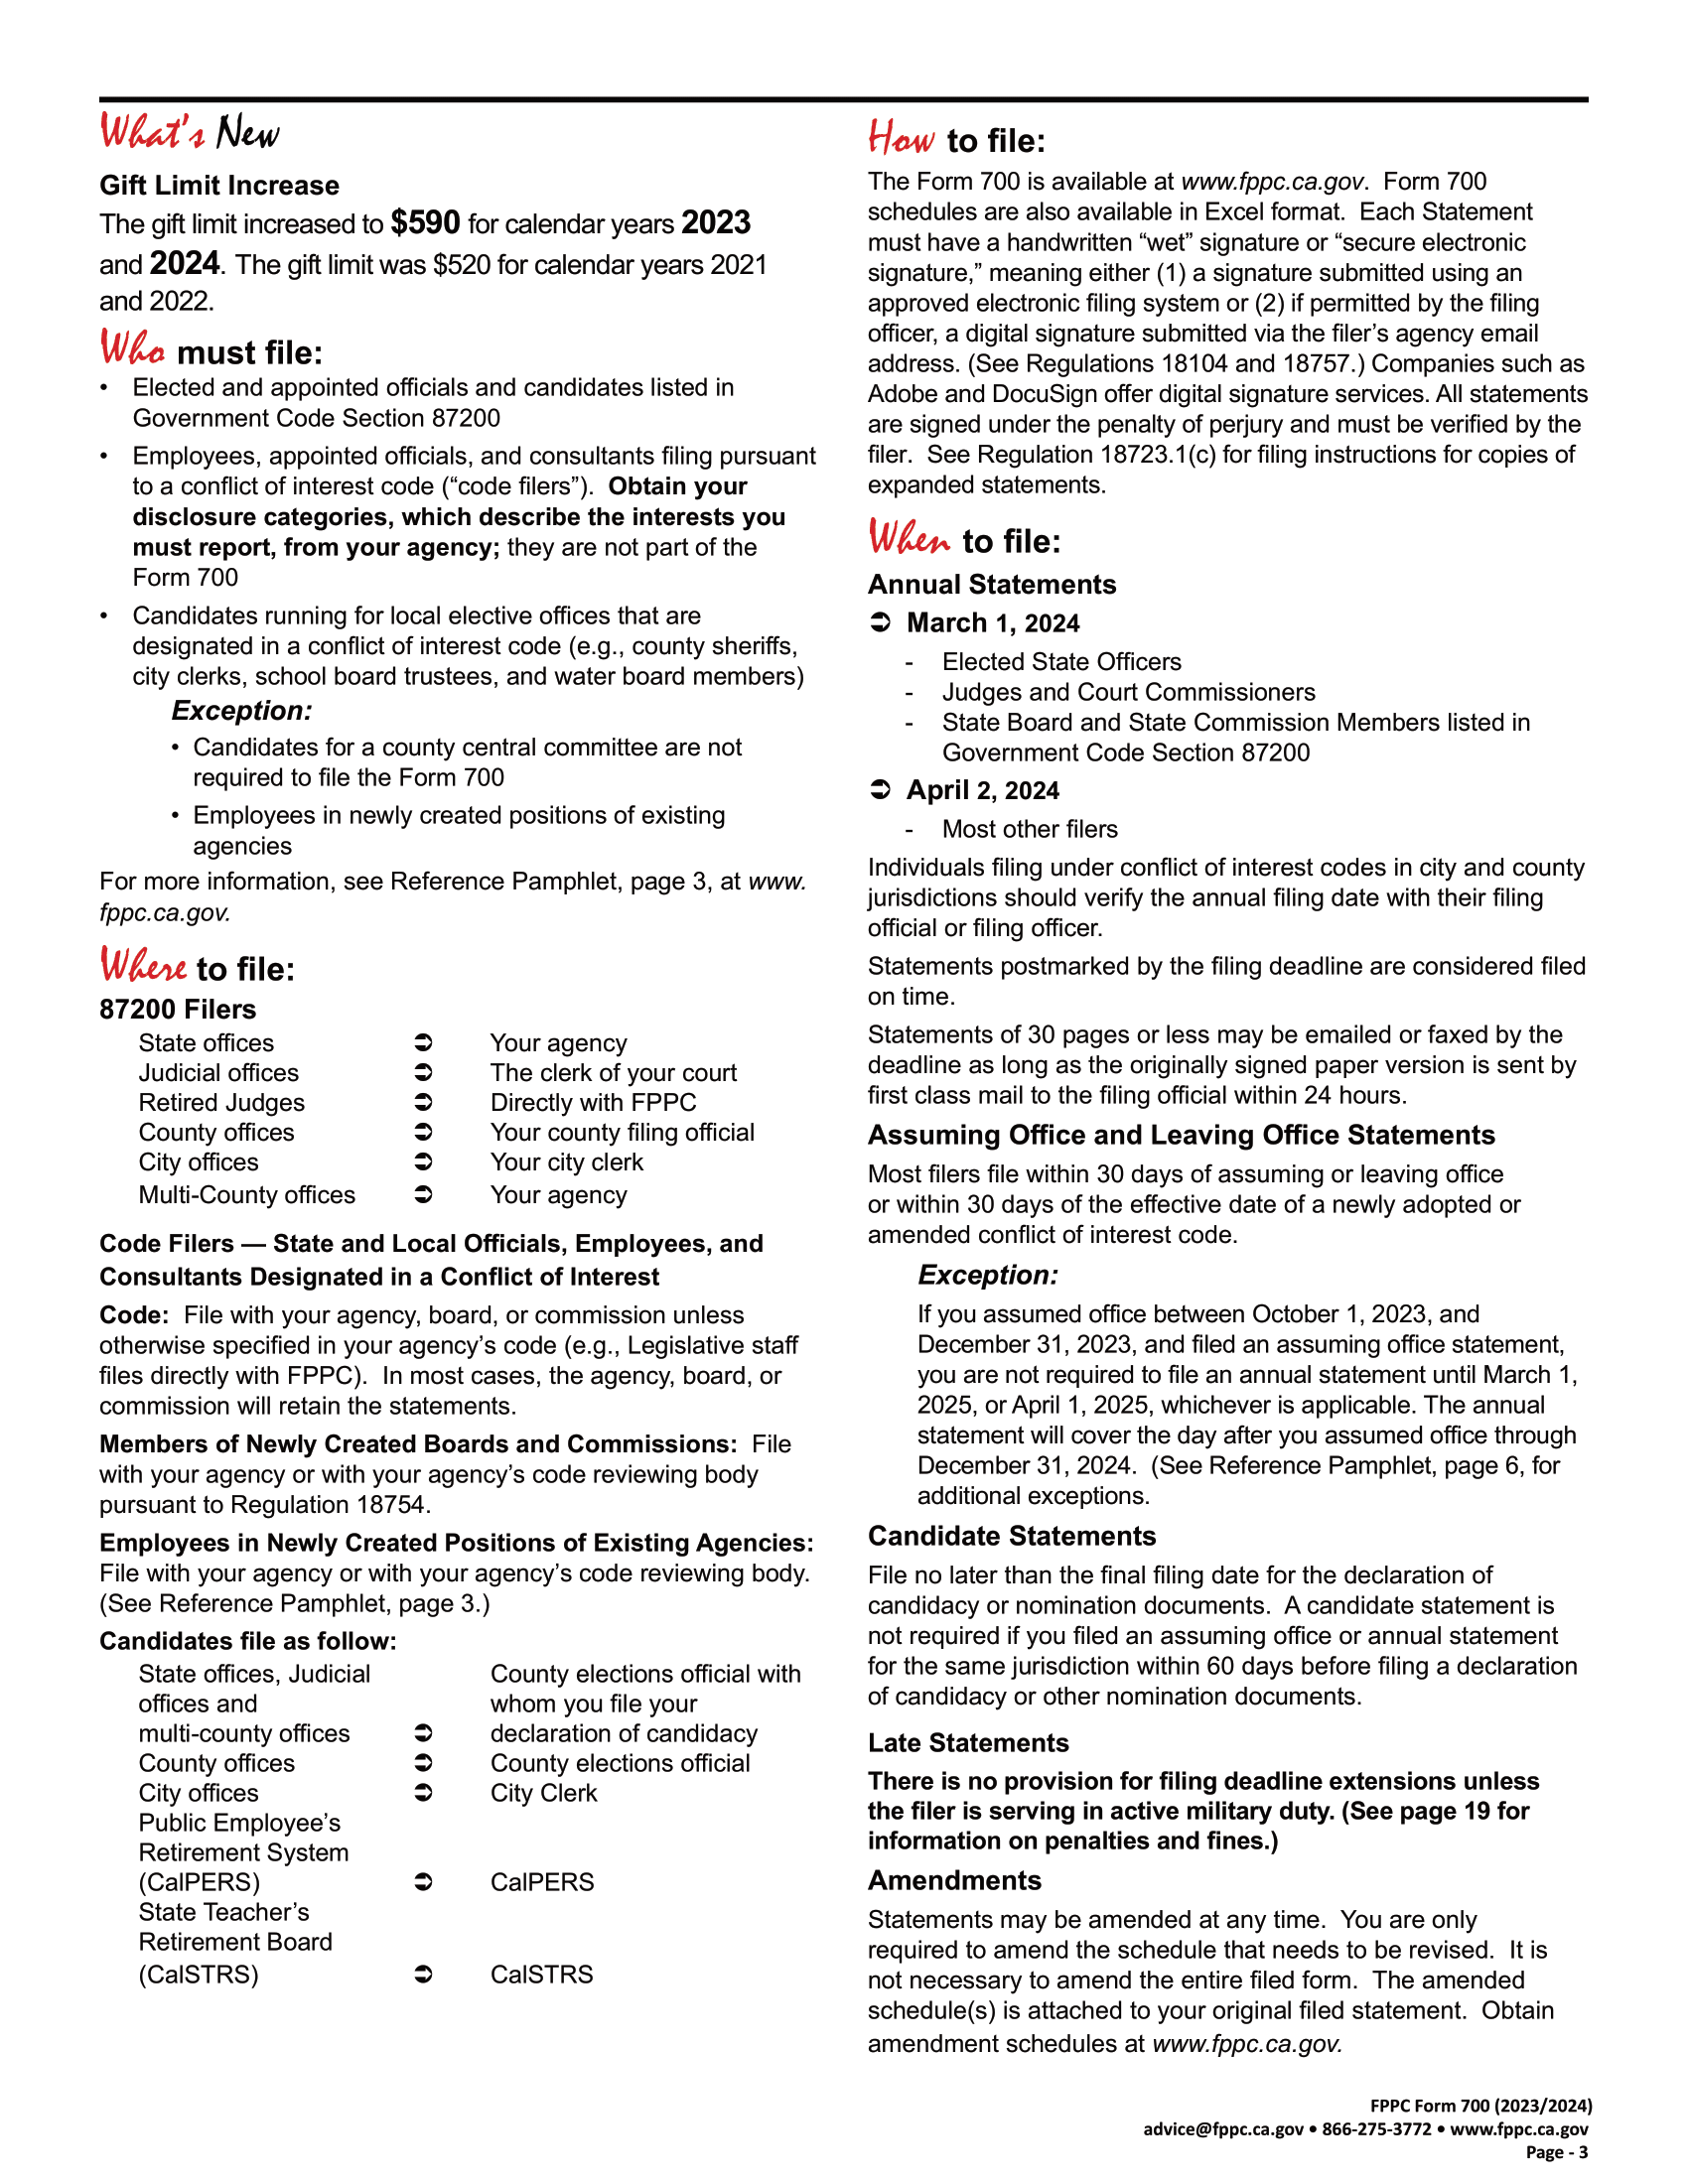 What's New
Gift Limit Increase
The gift limit increased to $590 for calendar years 2023
and 2024. The gift limit was $520 for calendar years 2021
and 2022.
Who must file:
• Elected and appointed officials and candidates listed in
Government Code Section 87200
• Employees, appointed officials, and consultants filing pursuant
to a conflict of interest code (“code filers”). Obtain your
disclosure categories, which describe the interests you
must report, from your agency; they are not part of the
Form 700
• Candidates running for local elective offices that are
designated in a conflict of interest code (e.g., county sheriffs,
city clerks, school board trustees, and water board members)
Exception:
• Candidates for a county central committee are not
required to file the Form 700
• Employees in newly created positions of existing
agencies
For more information, see Reference Pamphlet, page 3, at www.
fppc.ca.gov.
Where to file:
87200 Filers
State offices ➲ Your agency
Judicial offices ➲ The clerk of your court
Retired Judges ➲ Directly with FPPC
County offices ➲ Your county filing official
City offices ➲ Your city clerk
Multi-County offices ➲ Your agency
Code Filers — State and Local Officials, Employees, and
Consultants Designated in a Conflict of Interest
Code: File with your agency, board, or commission unless
otherwise specified in your agency’s code (e.g., Legislative staff
files directly with FPPC). In most cases, the agency, board, or
commission will retain the statements.
Members of Newly Created Boards and Commissions: File
with your agency or with your agency’s code reviewing body
pursuant to Regulation 18754.
Employees in Newly Created Positions of Existing Agencies:
File with your agency or with your agency’s code reviewing body.
(See Reference Pamphlet, page 3.)
Candidates file as follow:
State offices, Judicial County elections official with
offices and whom you file your
multi-county offices ➲ declaration of candidacy
County offices ➲ County elections official
City offices ➲ City Clerk
Public Employee’s
Retirement System
(CalPERS) ➲ CalPERS
State Teacher’s
Retirement Board
(CalSTRS) ➲ CalSTRS
How to file:
The Form 700 is available at www.fppc.ca.gov. Form 700
schedules are also available in Excel format. Each Statement
must have a handwritten “wet” signature or “secure electronic
signature,” meaning either (1) a signature submitted using an
approved electronic filing system or (2) if permitted by the filing
officer, a digital signature submitted via the filer’s agency email
address. (See Regulations 18104 and 18757.) Companies such as
Adobe and DocuSign offer digital signature services. All statements
are signed under the penalty of perjury and must be verified by the
filer. See Regulation 18723.1(c) for filing instructions for copies of
expanded statements.
When to file:
Annual Statements
➲ March 1, 2024
- Elected State Officers
- Judges and Court Commissioners
- State Board and State Commission Members listed in
Government Code Section 87200
➲ April 2, 2024
- Most other filers
Individuals filing under conflict of interest codes in city and county
jurisdictions should verify the annual filing date with their filing
official or filing officer.
Statements postmarked by the filing deadline are considered filed
on time.
Statements of 30 pages or less may be emailed or faxed by the
deadline as long as the originally signed paper version is sent by
first class mail to the filing official within 24 hours.
Assuming Office and Leaving Office Statements
Most filers file within 30 days of assuming or leaving office
or within 30 days of the effective date of a newly adopted or
amended conflict of interest code.
Exception:
If you assumed office between October 1, 2023, and
December 31, 2023, and filed an assuming office statement,
you are not required to file an annual statement until March 1,
2025, or April 1, 2025, whichever is applicable. The annual
statement will cover the day after you assumed office through
December 31, 2024. (See Reference Pamphlet, page 6, for
additional exceptions.
Candidate Statements
File no later than the final filing date for the declaration of
candidacy or nomination documents. A candidate statement is
not required if you filed an assuming office or annual statement
for the same jurisdiction within 60 days before filing a declaration
of candidacy or other nomination documents.
Late Statements
There is no provision for filing deadline extensions unless
the filer is serving in active military duty. (See page 19 for
information on penalties and fines.)
Amendments
Statements may be amended at any time. You are only
required to amend the schedule that needs to be revised. It is
not necessary to amend the entire filed form. The amended
schedule(s) is attached to your original filed statement. Obtain
amendment schedules at www.fppc.ca.gov.
FPPC Form 700 (2023/2024)
advice@fppc.ca.gov • 866-275-3772 • www.fppc.ca.gov
Page - 3